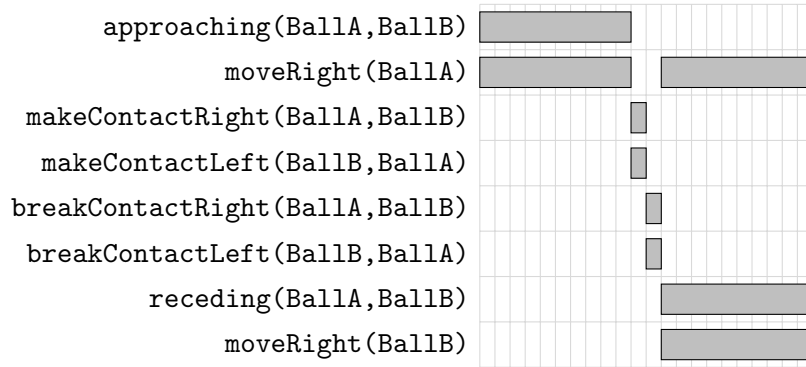 approaching(BallA,BallB)
moveRight(BallA)
makeContactRight(BallA,BallB)
makeContactLeft(BallB,BallA)
breakContactRight(BallA,BallB)
breakContactLeft(BallB,BallA)
receding(BallA,BallB)
moveRight(BallB)